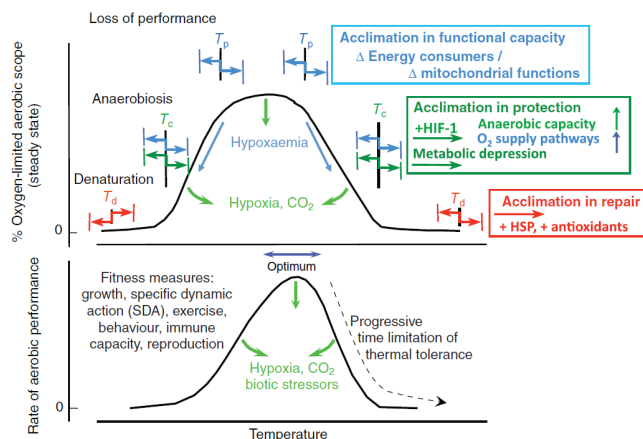 Loss of performance
Tp
Tp
Acclimation in functional capacity
Δ Energy consumers /
Δ mitochondrial functions
% Oxygen-limited aerobic scope
(steady state)
Anaerobiosis
Tc
Tc
Hypoxaemia
Acclimation in protection
+HIF-1
Anaerobic capacity
O2 supply pathways
Metabolic depression
Denaturation
Td
Td
Hypoxia, CO2
Acclimation in repair
+ HSP, + antioxidants
0
Optimum
Rate of aerobic performance
Fitness measures:
growth, specific dynamic
action (SDA), exercise,
behaviour, immune
capacity, reproduction
Progressive
time limitation of
thermal tolerance
Hypoxia, CO2
biotic stressors
0
Temperature